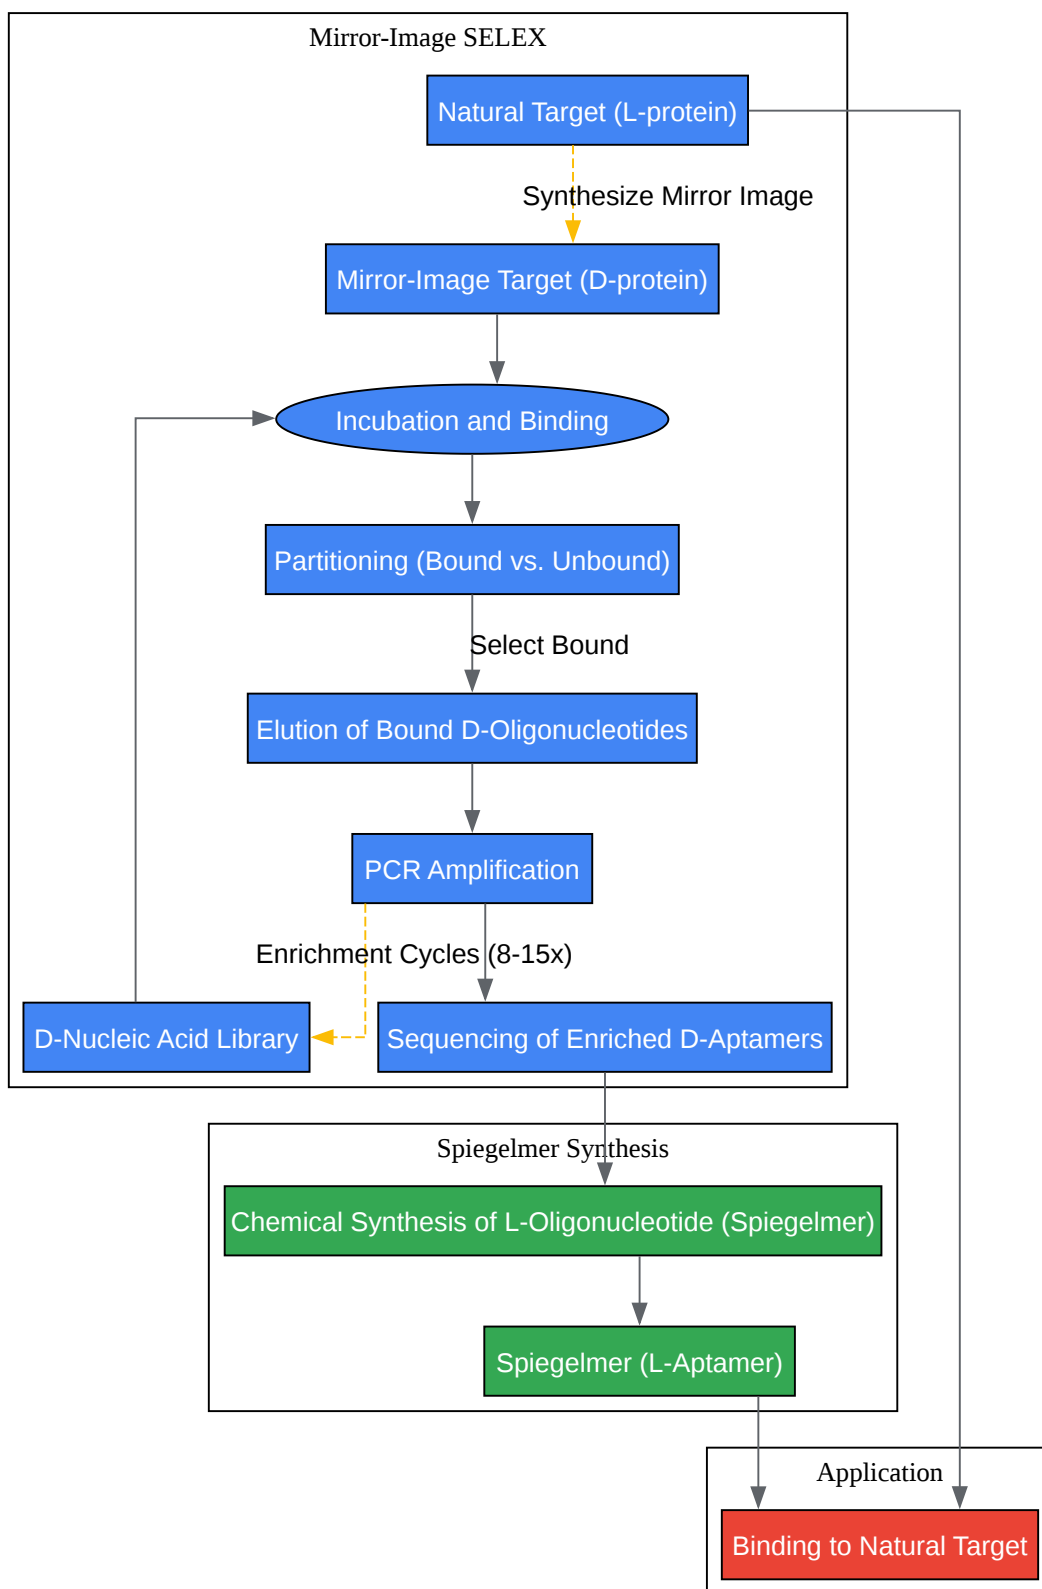 Mirror-Image SELEX
Natural Target (L-protein)
Synthesize Mirror Image
Mirror-Image Target (D-protein)
Incubation and Binding
Partitioning (Bound vs. Unbound)
Select Bound
Elution of Bound D-Oligonucleotides
PCR Amplification
Enrichment Cycles (8-15x)
D-Nucleic Acid Library
Sequencing of Enriched D-Aptamers
Spiegelmer Synthesis
Chemical Synthesis of L-Oligonucleotide (Spiegelmer)
Spiegelmer (L-Aptamer)
Application
Binding to Natural Target